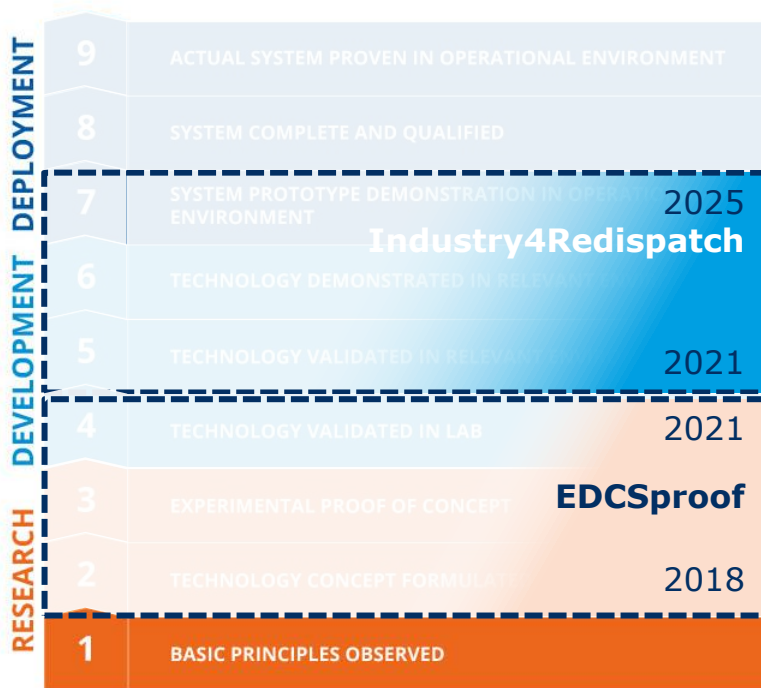 DEPLOYMENT
DEVELOPMENT
RESEARCH
9 ACTUAL SYSTEM PROVEN IN OPERATIONAL ENVIRONMENT
8 SYSTEM COMPLETE AND QUALIFIED
7 SYSTEM PROTOTYPE DEMONSTRATION IN
ENVIRONMENT
2025
Industry4Redispatch
6 TECHNOLOGY DEMONSTRATED IN
5 TECHNOLOGY VALIDATED IN RELEVANT
2021
4 TECHNOLOGY VALIDATED IN LAB
2021
3 EXPERIMENTAL PROOF OF CONCEPT
EDCSproof
2 TECHNOLOGY CONCEPT
2018
1 BASIC PRINCIPLES OBSERVED